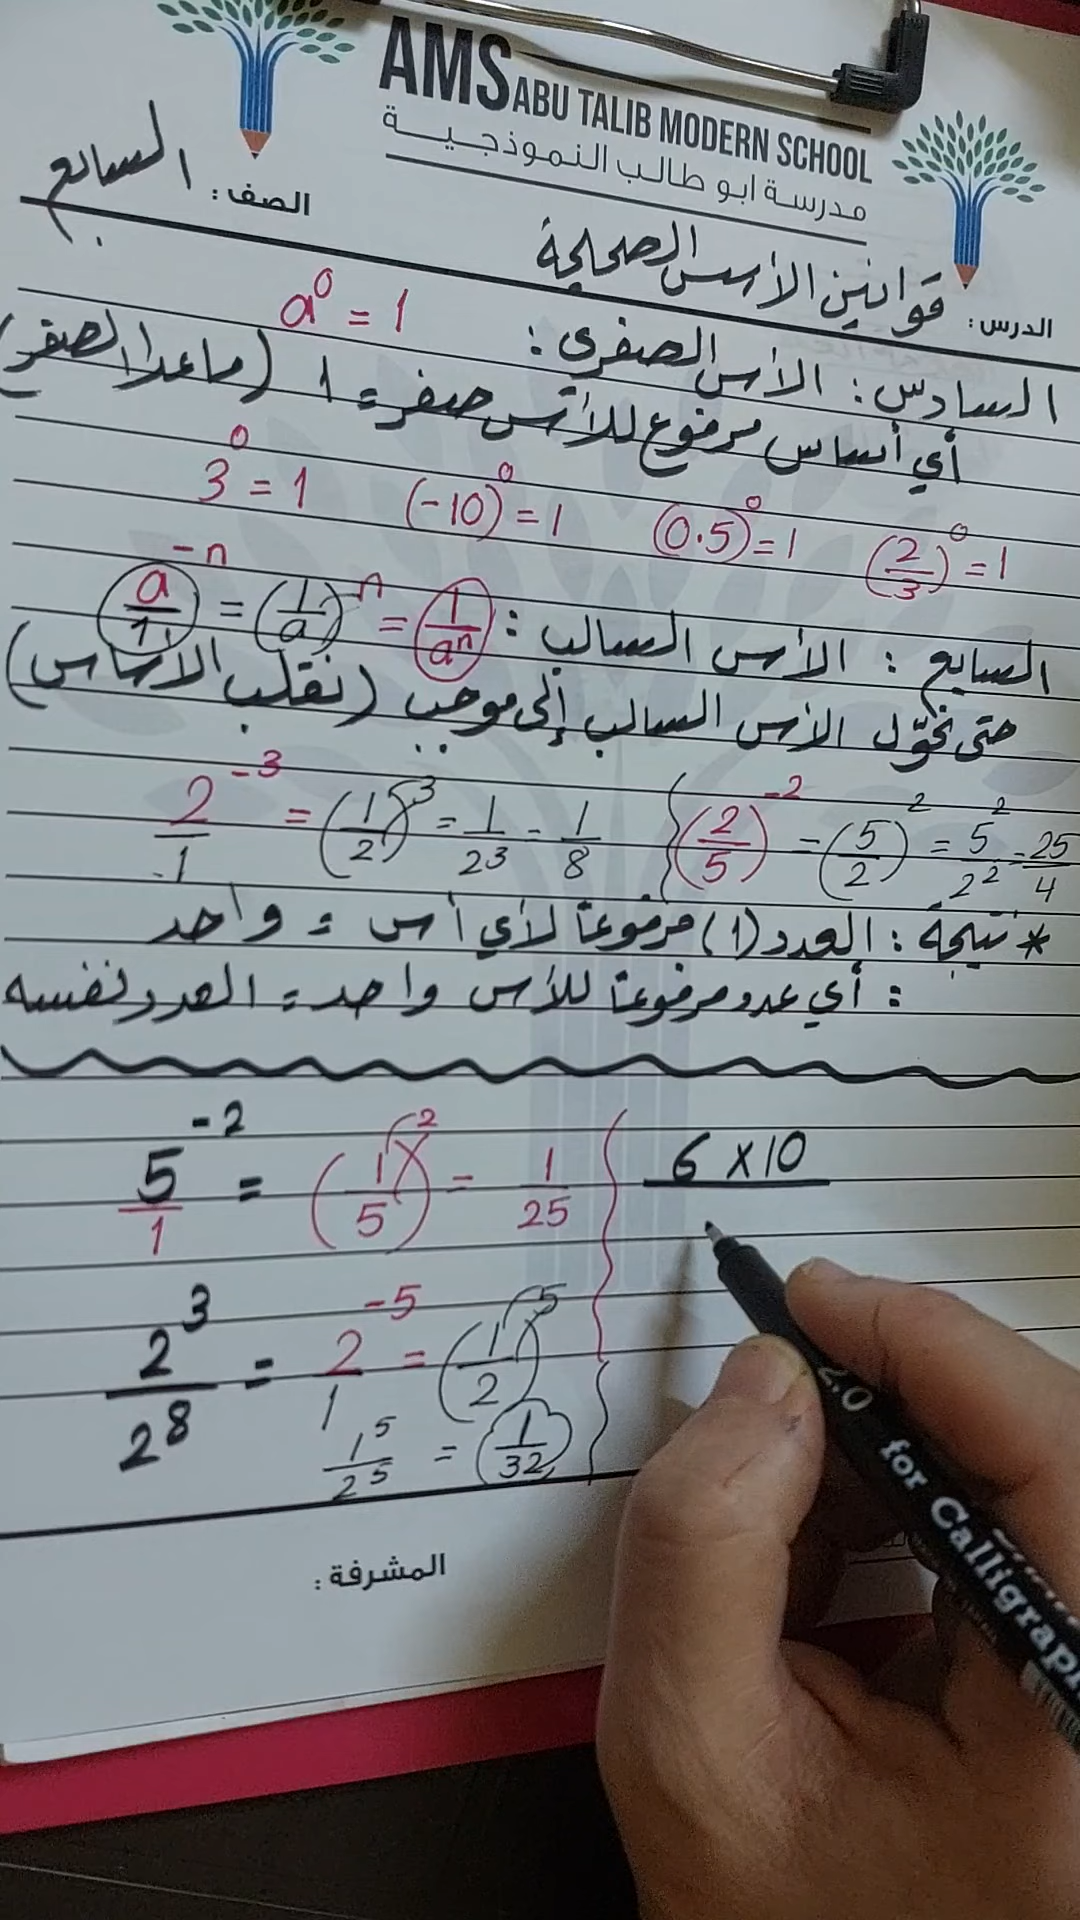 AMS ABU TALIB MODERN SCHOOL
مدرسة ابو طالب النموذجية
الصف: السابع
الدرس: قوانين الأسس الصحيحة
السادس: الأس الصفري: a⁰ = 1
أي أساس مرفوع للأس صفر = 1 (ماعدا الصفر)
3⁰ = 1 (-10)⁰ = 1 (0.5)⁰ = 1 (2/3)⁰ = 1
السابع: الأس السالب: a⁻ⁿ/1 = (1/a)ⁿ = 1/aⁿ
حتى نحوّل الأس السالب إلى موجب (نقلب الأساس)
2⁻³/1 = (1/2)³ = 1/2³ = 1/8 (2/5)⁻² = (5/2)² = 5²/2² = 25/4
* نتيجة: العدد (1) مرفوعاً لأي أس = واحد
: أي عدد مرفوعاً للأس واحد = العدد نفسه
5⁻²/1 = (1/5)² = 1/25
6 × 10
2³/2⁸ = 2⁻⁵/1 = (1/2)⁵
1⁵/2⁵ = 1/32
المشرفة:
2.0 for Calligraph